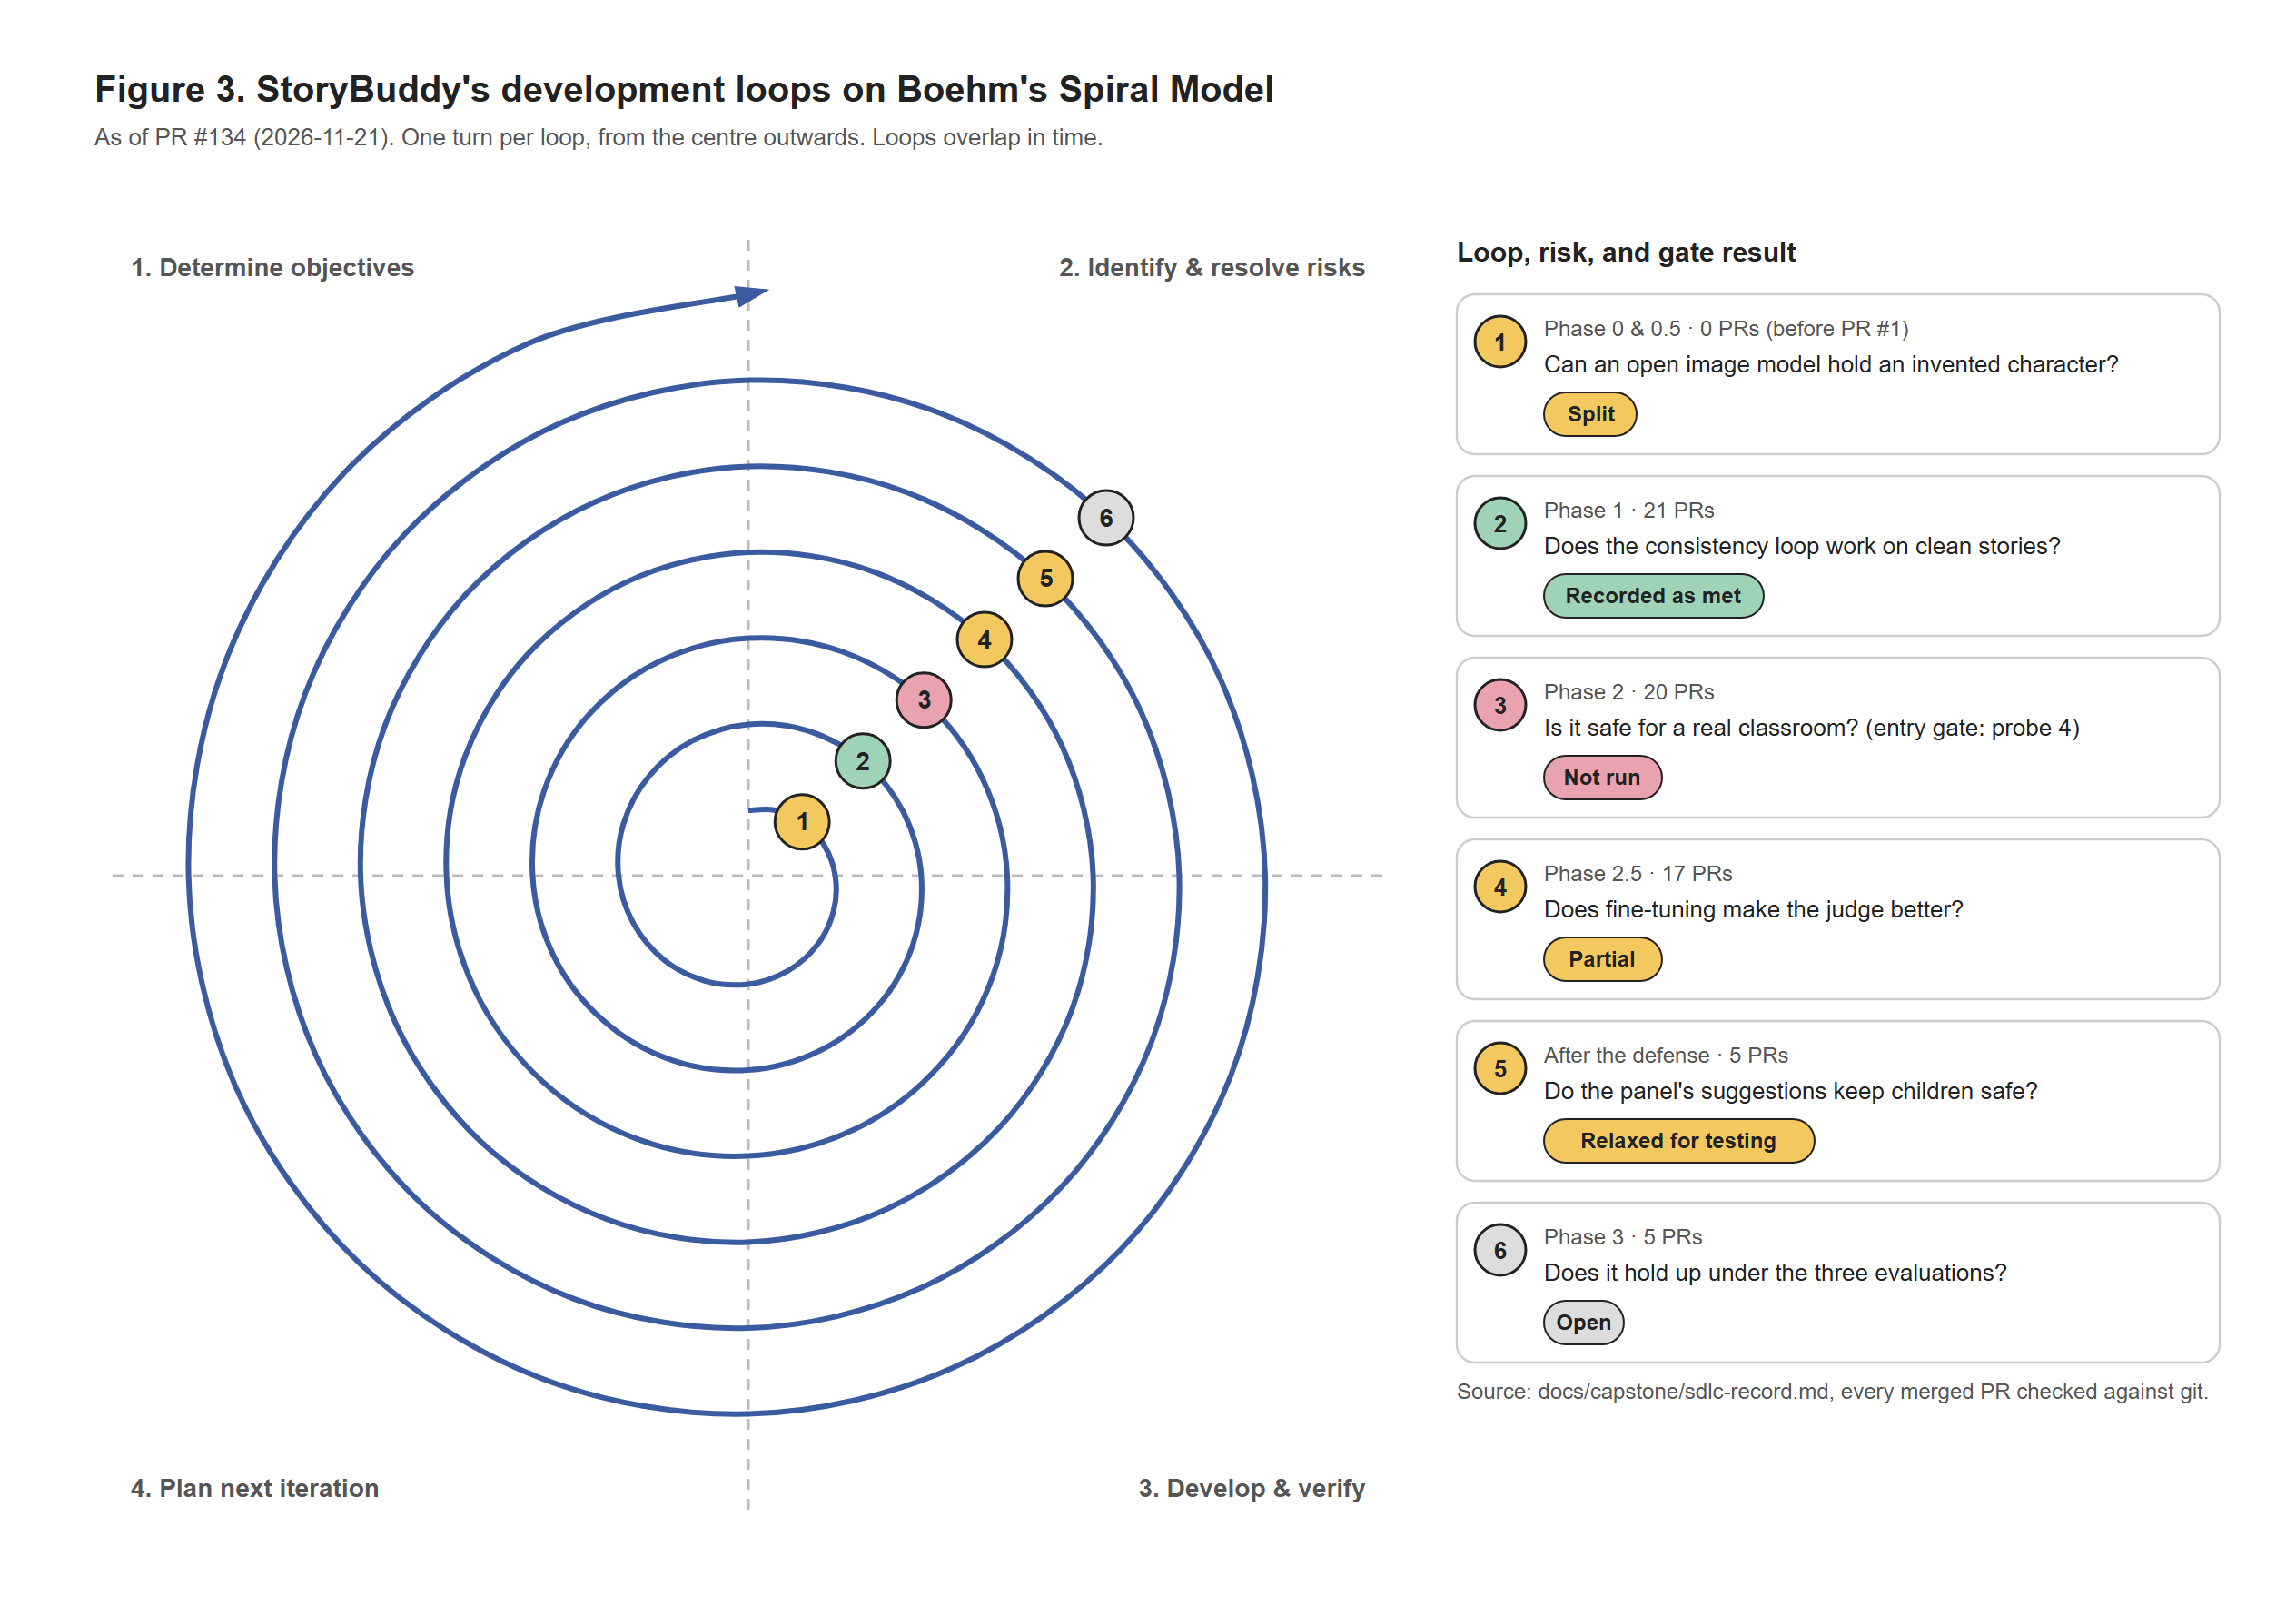 Figure 3. StoryBuddy's development loops on Boehm's Spiral Model
As of PR #134 (2026-11-21). One turn per loop, from the centre outwards. Loops overlap in time.
1. Determine objectives
2. Identify & resolve risks
6
5
4
3
2
1
4. Plan next iteration
3. Develop & verify
Loop, risk, and gate result
1
Phase 0 & 0.5 · 0 PRs (before PR #1)
Can an open image model hold an invented character?
Split
2
Phase 1 · 21 PRs
Does the consistency loop work on clean stories?
Recorded as met
3
Phase 2 · 20 PRs
Is it safe for a real classroom? (entry gate: probe 4)
Not run
4
Phase 2.5 · 17 PRs
Does fine-tuning make the judge better?
Partial
5
After the defense · 5 PRs
Do the panel's suggestions keep children safe?
Relaxed for testing
6
Phase 3 · 5 PRs
Does it hold up under the three evaluations?
Open
Source: docs/capstone/sdlc-record.md, every merged PR checked against git.